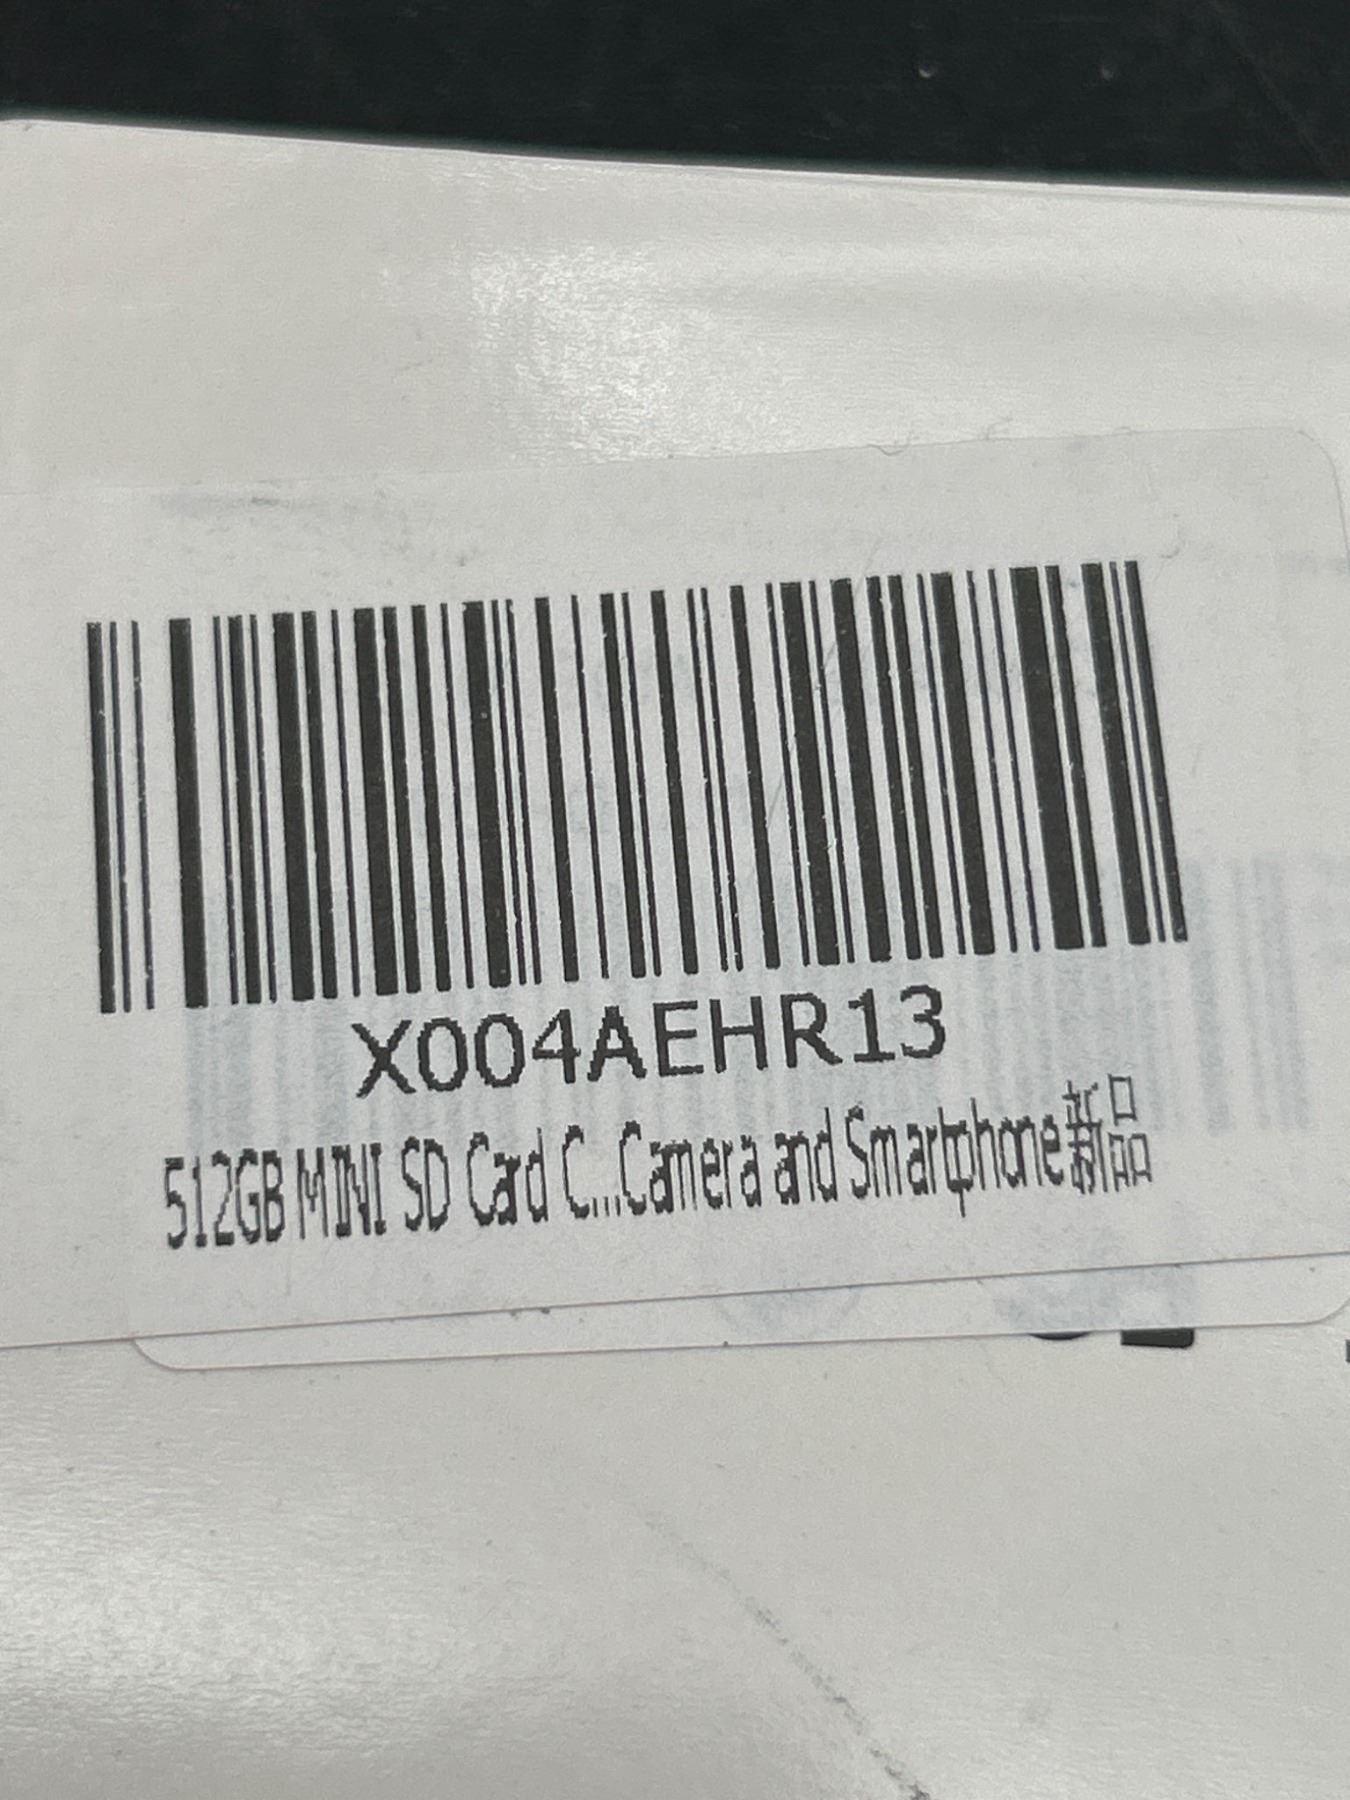 X004AEHR13
512GB MINI SD Card C...Camera and Smartphone新品